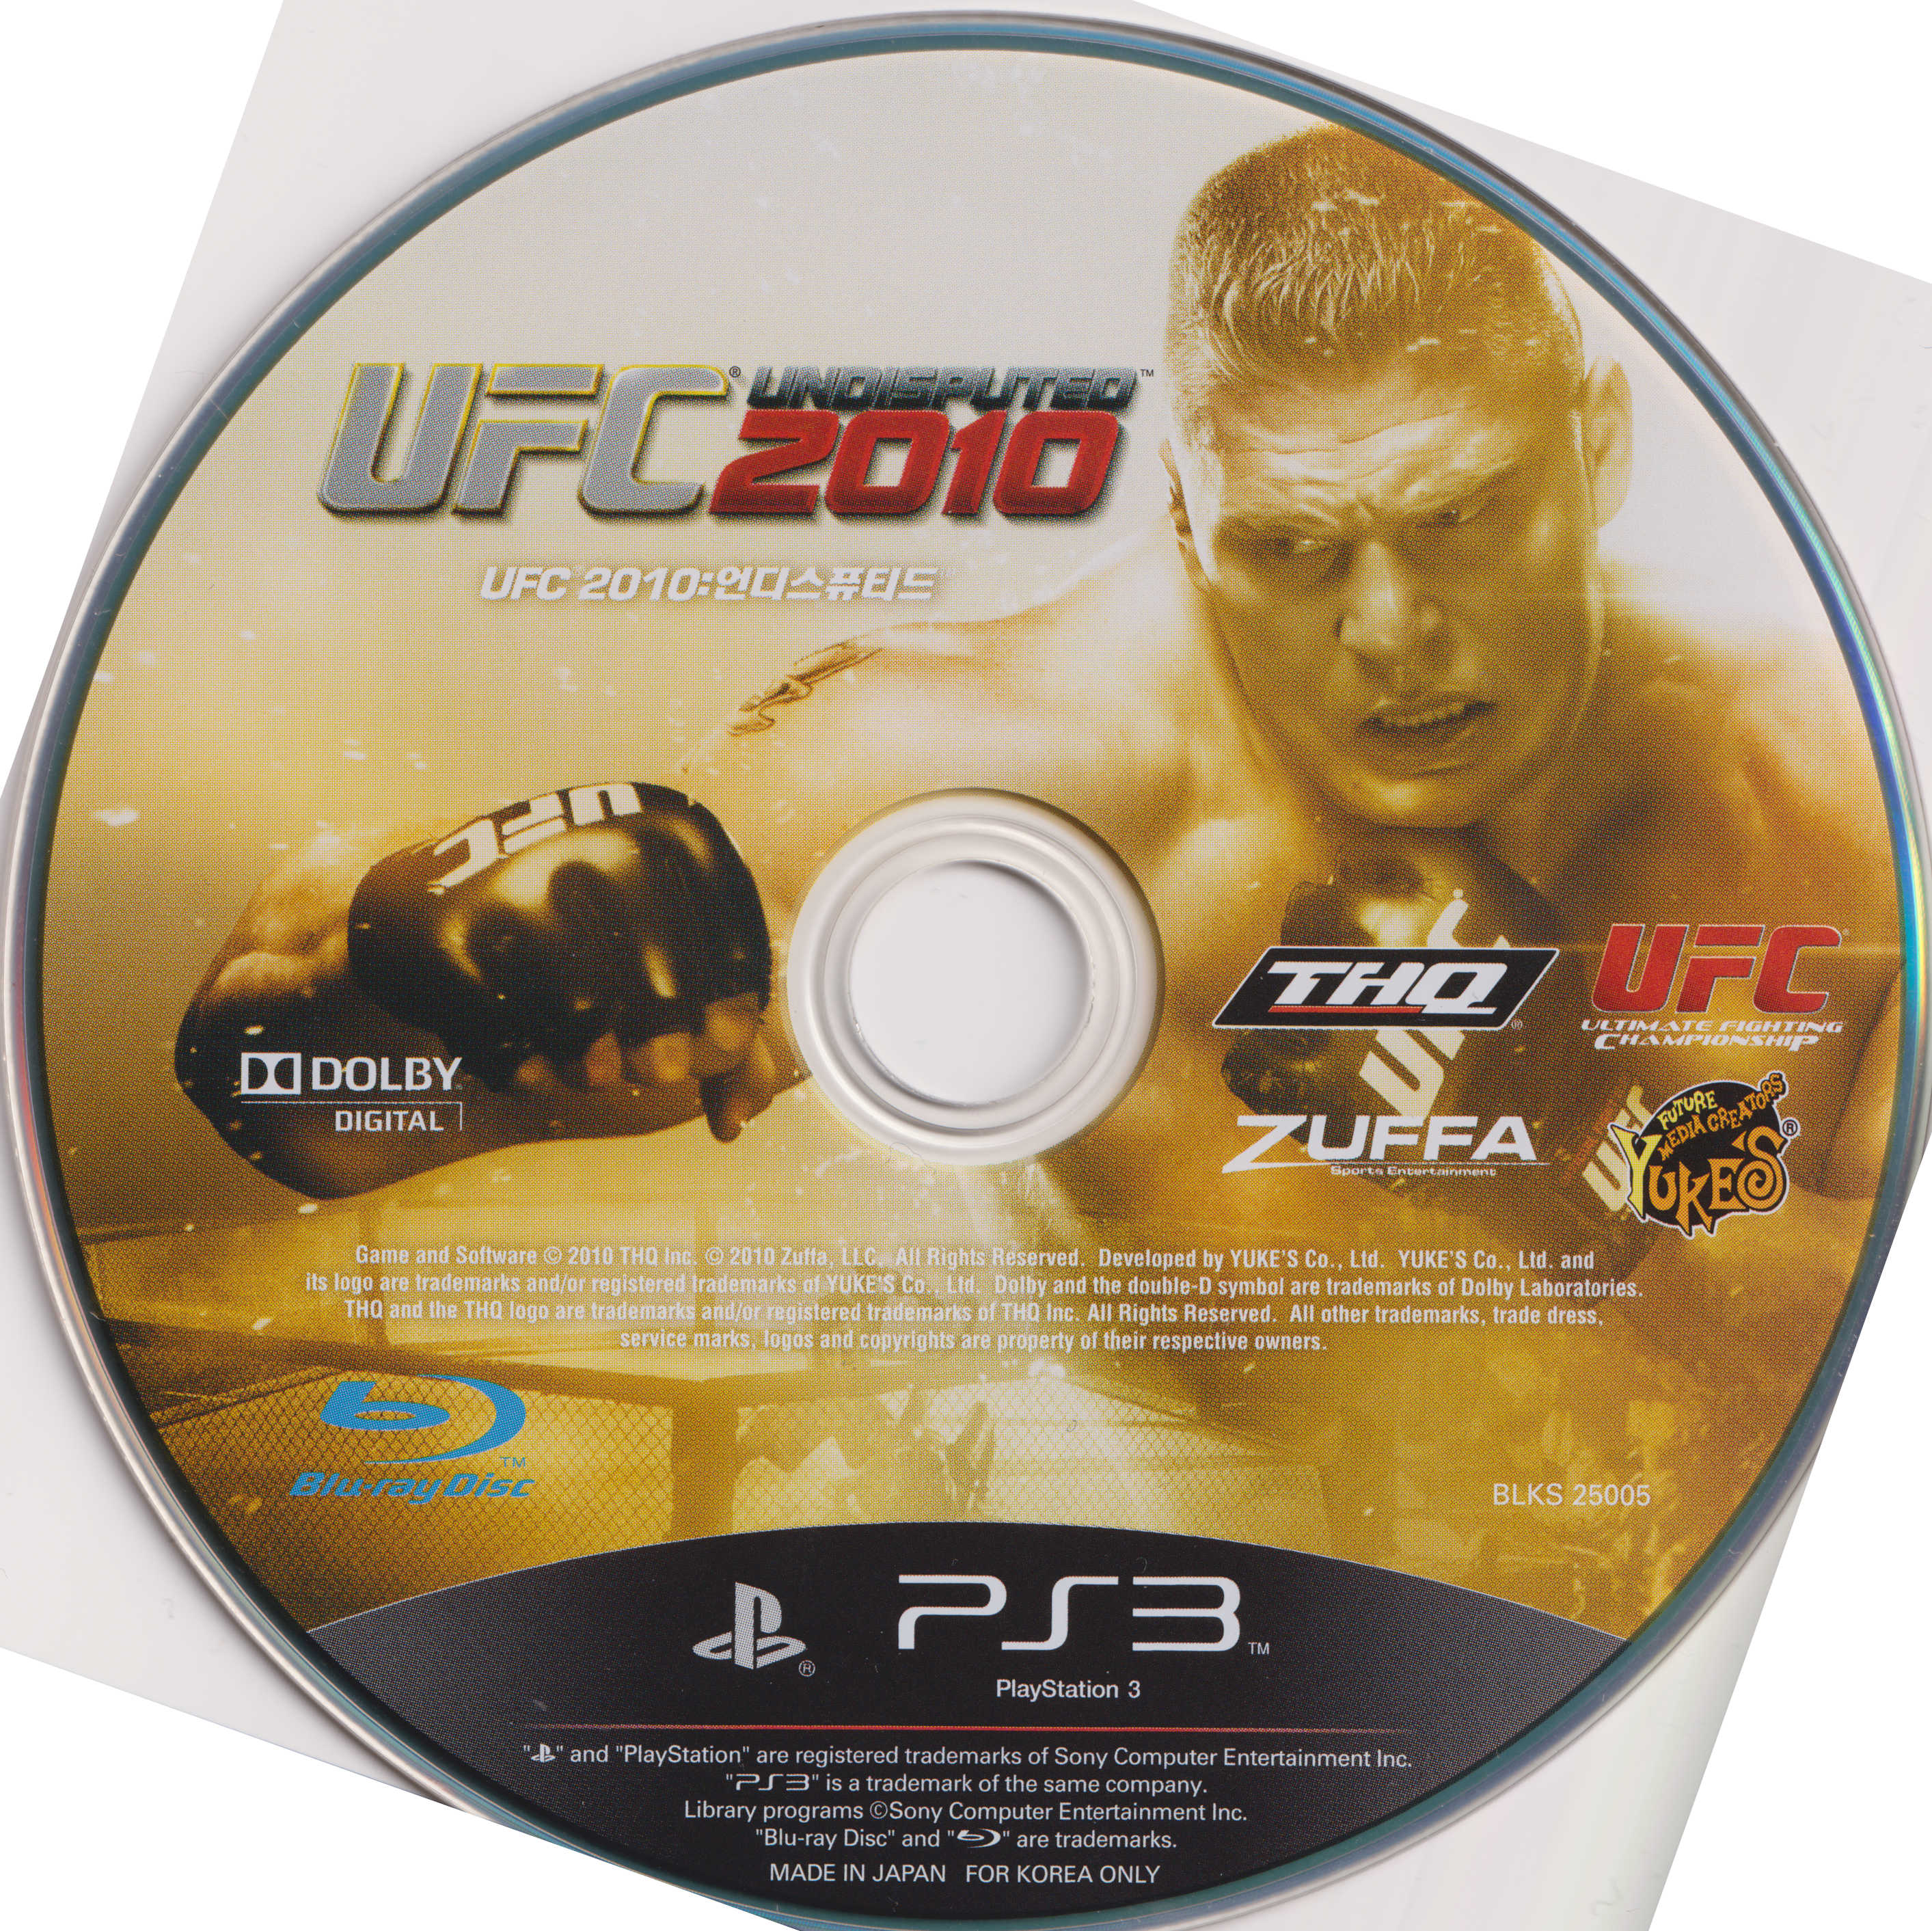 UFC® UNDISPUTED™
2010
UFC® 2010:언디스퓨티드™
UFC
DOLBY
DIGITAL
THQ®
UFC®
ULTIMATE FIGHTING
CHAMPIONSHIP
ZUFFA
Sports Entertainment
FUTURE
MEDIA CREATORS
YUKE'S®
Game and Software © 2010 THQ Inc. © 2010 Zuffa, LLC.  All Rights Reserved.  Developed by YUKE'S Co., Ltd.  YUKE'S Co., Ltd. and
its logo are trademarks and/or registered trademarks of YUKE'S Co., Ltd.  Dolby and the double-D symbol are trademarks of Dolby Laboratories.
THQ and the THQ logo are trademarks and/or registered trademarks of THQ Inc. All Rights Reserved.  All other trademarks, trade dress,
service marks, logos and copyrights are property of their respective owners.
Blu-ray Disc™
BLKS 25005
PS3™
PlayStation 3
"PS" and "PlayStation" are registered trademarks of Sony Computer Entertainment Inc.
"PS3" is a trademark of the same company.
Library programs ©Sony Computer Entertainment Inc.
"Blu-ray Disc" and "b" are trademarks.
MADE IN JAPAN   FOR KOREA ONLY